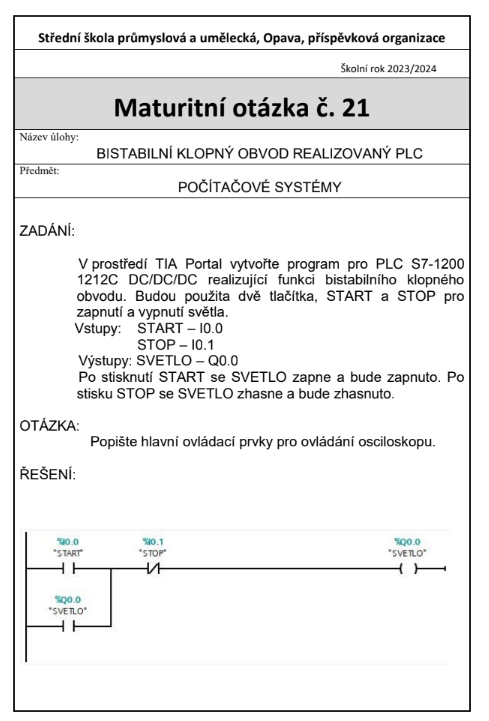 Střední škola průmyslová a umělecká, Opava, příspěvková organizace
Školní rok 2023/2024
Maturitní otázka č. 21
Název úlohy:
BISTABILNÍ KLOPNÝ OBVOD REALIZOVANÝ PLC
Předmět:
POČÍTAČOVÉ SYSTÉMY
ZADÁNÍ:
V prostředí TIA Portal vytvořte program pro PLC S7-1200
1212C DC/DC/DC realizující funkci bistabilního klopného
obvodu. Budou použita dvě tlačítka, START a STOP pro
zapnutí a vypnutí světla.
Vstupy: START – I0.0
STOP – I0.1
Výstupy: SVETLO – Q0.0
Po stisknutí START se SVETLO zapne a bude zapnuto. Po
stisku STOP se SVETLO zhasne a bude zhasnuto.
OTÁZKA:
Popište hlavní ovládací prvky pro ovládání osciloskopu.
ŘEŠENÍ:
%I0.0 %I0.1 %Q0.0
"START" "STOP" "SVETLO"
%Q0.0
"SVETLO"